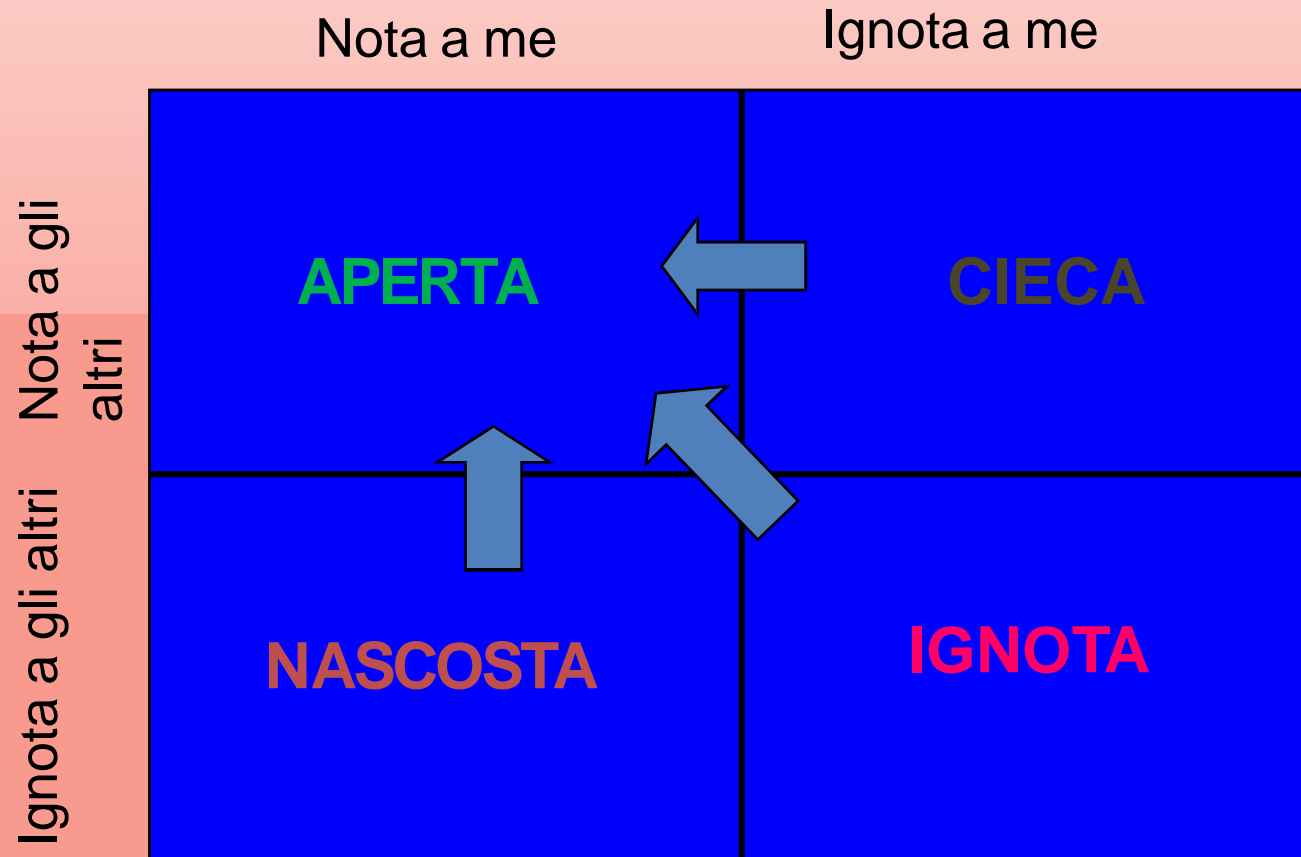 Nota a me
Ignota a me
Nota a gli
altri
APERTA
CIECA
Ignota a gli altri
NASCOSTA
IGNOTA